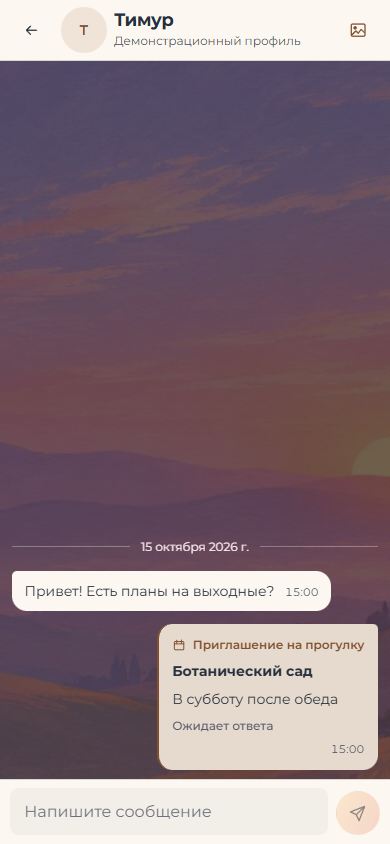 Тимур
Т
Демонстрационный профиль
15 октября 2026 г.
Привет! Есть планы на выходные? 15:00
Приглашение на прогулку
Ботанический сад
В субботу после обеда
Ожидает ответа
15:00
Напишите сообщение